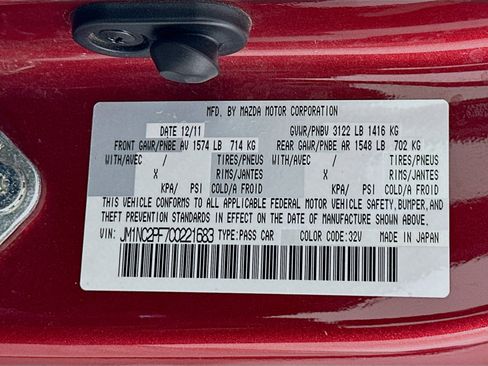 MFD. BY MAZDA MOTOR CORPORATION
DATE 12/11 GVWR/PNBV 3122 LB 1416 KG
FRONT GAWR/PNBE AV 1574 LB 714 KG REAR GAWR/PNBE AR 1548 LB 702 KG
WITH/AVEC / TIRES/PNEUS WITH/AVEC / TIRES/PNEUS
X RIMS/JANTES X RIMS/JANTES
KPA/ PSI COLD/A FROID KPA/ PSI COLD/A FROID
THIS VEHICLE CONFORMS TO ALL APPLICABLE FEDERAL MOTOR VEHICLE SAFETY, BUMPER, AND
THEFT PREVENTION STANDARDS IN EFFECT ON THE DATE OF MANUFACTURE SHOWN ABOVE.
VIN: JM1NC2PF7C0221683 TYPE: PASS CAR COLOR CODE: 32V MADE IN JAPAN